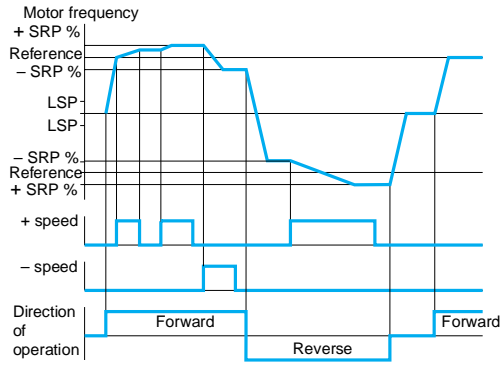 Motor frequency
+ SRP %
Reference
– SRP %
LSP
LSP
– SRP %
Reference
+ SRP %
+ speed
– speed
Direction
of
operation
Forward
Reverse
Forward